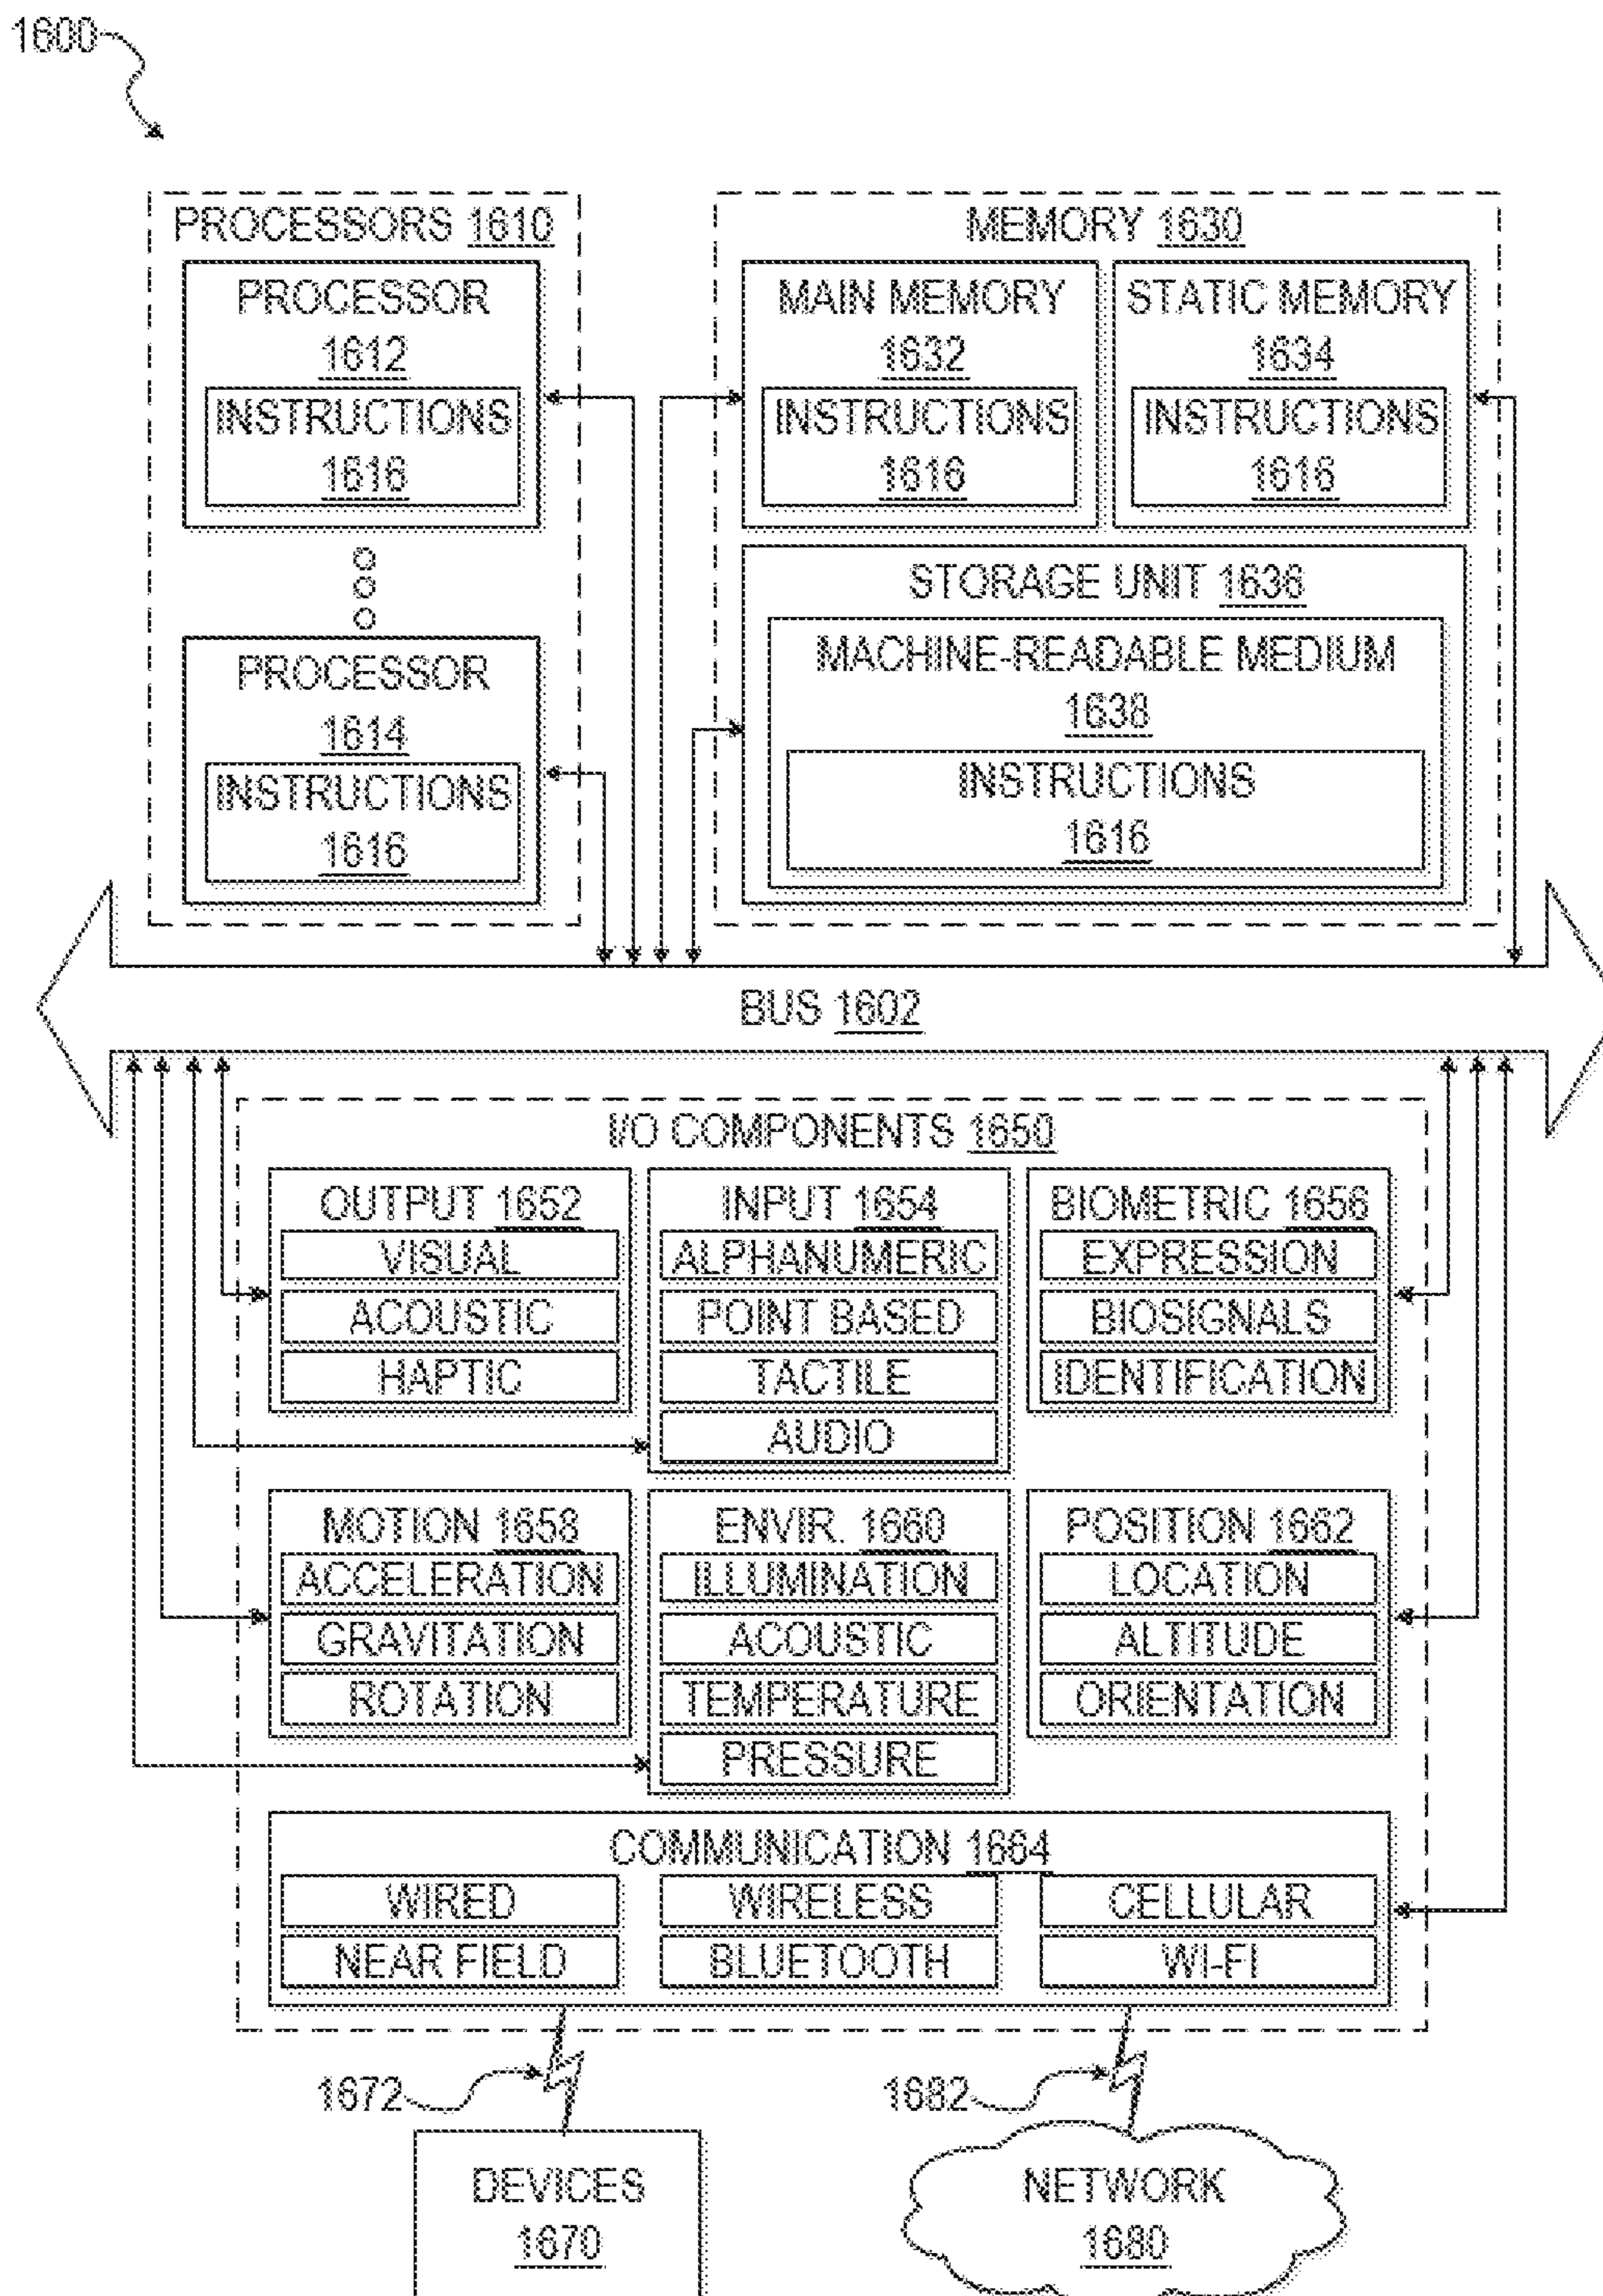 1600
PROCESSORS 1610
PROCESSOR
1612
INSTRUCTIONS
1616
PROCESSOR
1614
INSTRUCTIONS
1616
MEMORY 1630
MAIN MEMORY
1632
INSTRUCTIONS
1616
STATIC MEMORY
1634
INSTRUCTIONS
1616
STORAGE UNIT 1636
MACHINE-READABLE MEDIUM
1638
INSTRUCTIONS
1616
BUS 1602
I/O COMPONENTS 1650
OUTPUT 1652
VISUAL
ACOUSTIC
HAPTIC
INPUT 1654
ALPHANUMERIC
POINT BASED
TACTILE
AUDIO
BIOMETRIC 1656
EXPRESSION
BIOSIGNALS
IDENTIFICATION
MOTION 1658
ACCELERATION
GRAVITATION
ROTATION
ENVIR. 1660
ILLUMINATION
ACOUSTIC
TEMPERATURE
PRESSURE
POSITION 1662
LOCATION
ALTITUDE
ORIENTATION
COMMUNICATION 1664
WIRED
WIRELESS
CELLULAR
NEAR FIELD
BLUETOOTH
WI-FI
1672
1682
DEVICES
1670
NETWORK
1680